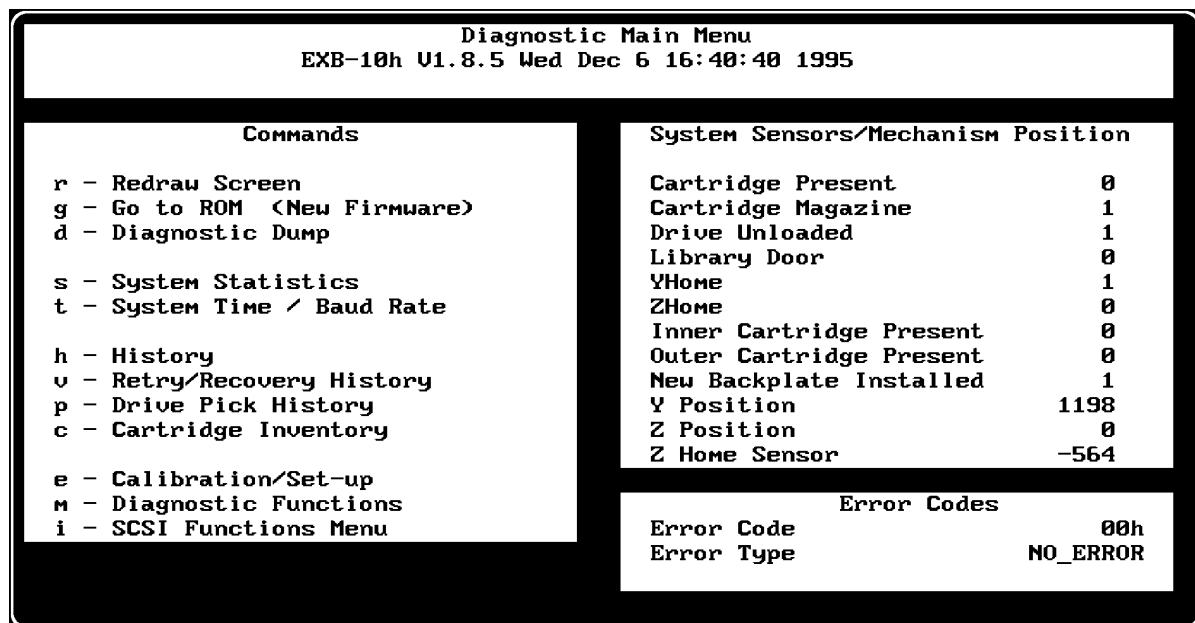 Diagnostic Main Menu
EXB-10h V1.8.5 Wed Dec 6 16:40:40 1995
Commands
r - Redraw Screen
g - Go to ROM (New Firmware)
d - Diagnostic Dump
s - System Statistics
t - System Time / Baud Rate
h - History
v - Retry/Recovery History
p - Drive Pick History
c - Cartridge Inventory
e - Calibration/Set-up
m - Diagnostic Functions
i - SCSI Functions Menu
System Sensors/Mechanism Position
Cartridge Present 0
Cartridge Magazine 1
Drive Unloaded 1
Library Door 0
YHome 1
ZHome 0
Inner Cartridge Present 0
Outer Cartridge Present 0
New Backplate Installed 1
Y Position 1198
Z Position 0
Z Home Sensor -564
Error Codes
Error Code 00h
Error Type NO_ERROR